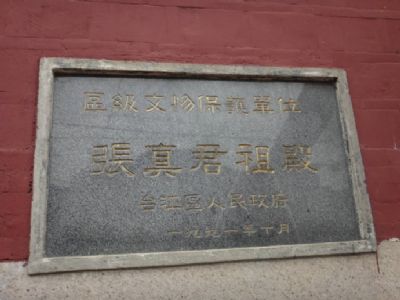 區級文物保護單位
張真君祖殿
台江區人民政府
一九九一年十月